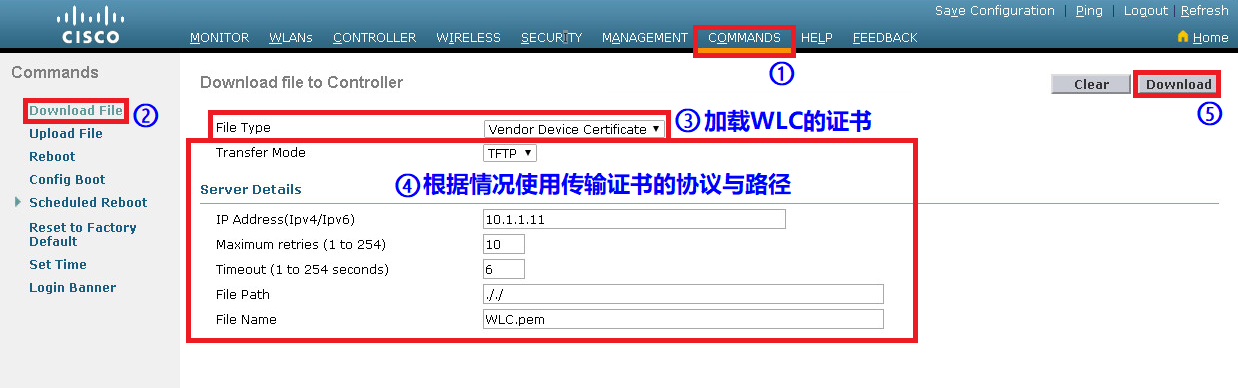 Save Configuration | Ping | Logout | Refresh
CISCO
MONITOR WLANs CONTROLLER WIRELESS SECURITY MANAGEMENT COMMANDS HELP FEEDBACK Home
①
Commands
Download file to Controller
Clear Download
Download File ②
⑤
Upload File
Reboot
Config Boot
Scheduled Reboot
Reset to Factory
Default
Set Time
Login Banner
File Type Vendor Device Certificate ③加载WLC的证书
Transfer Mode TFTP
Server Details ④根据情况使用传输证书的协议与路径
IP Address(Ipv4/Ipv6) 10.1.1.11
Maximum retries (1 to 254) 10
Timeout (1 to 254 seconds) 6
File Path ././
File Name WLC.pem